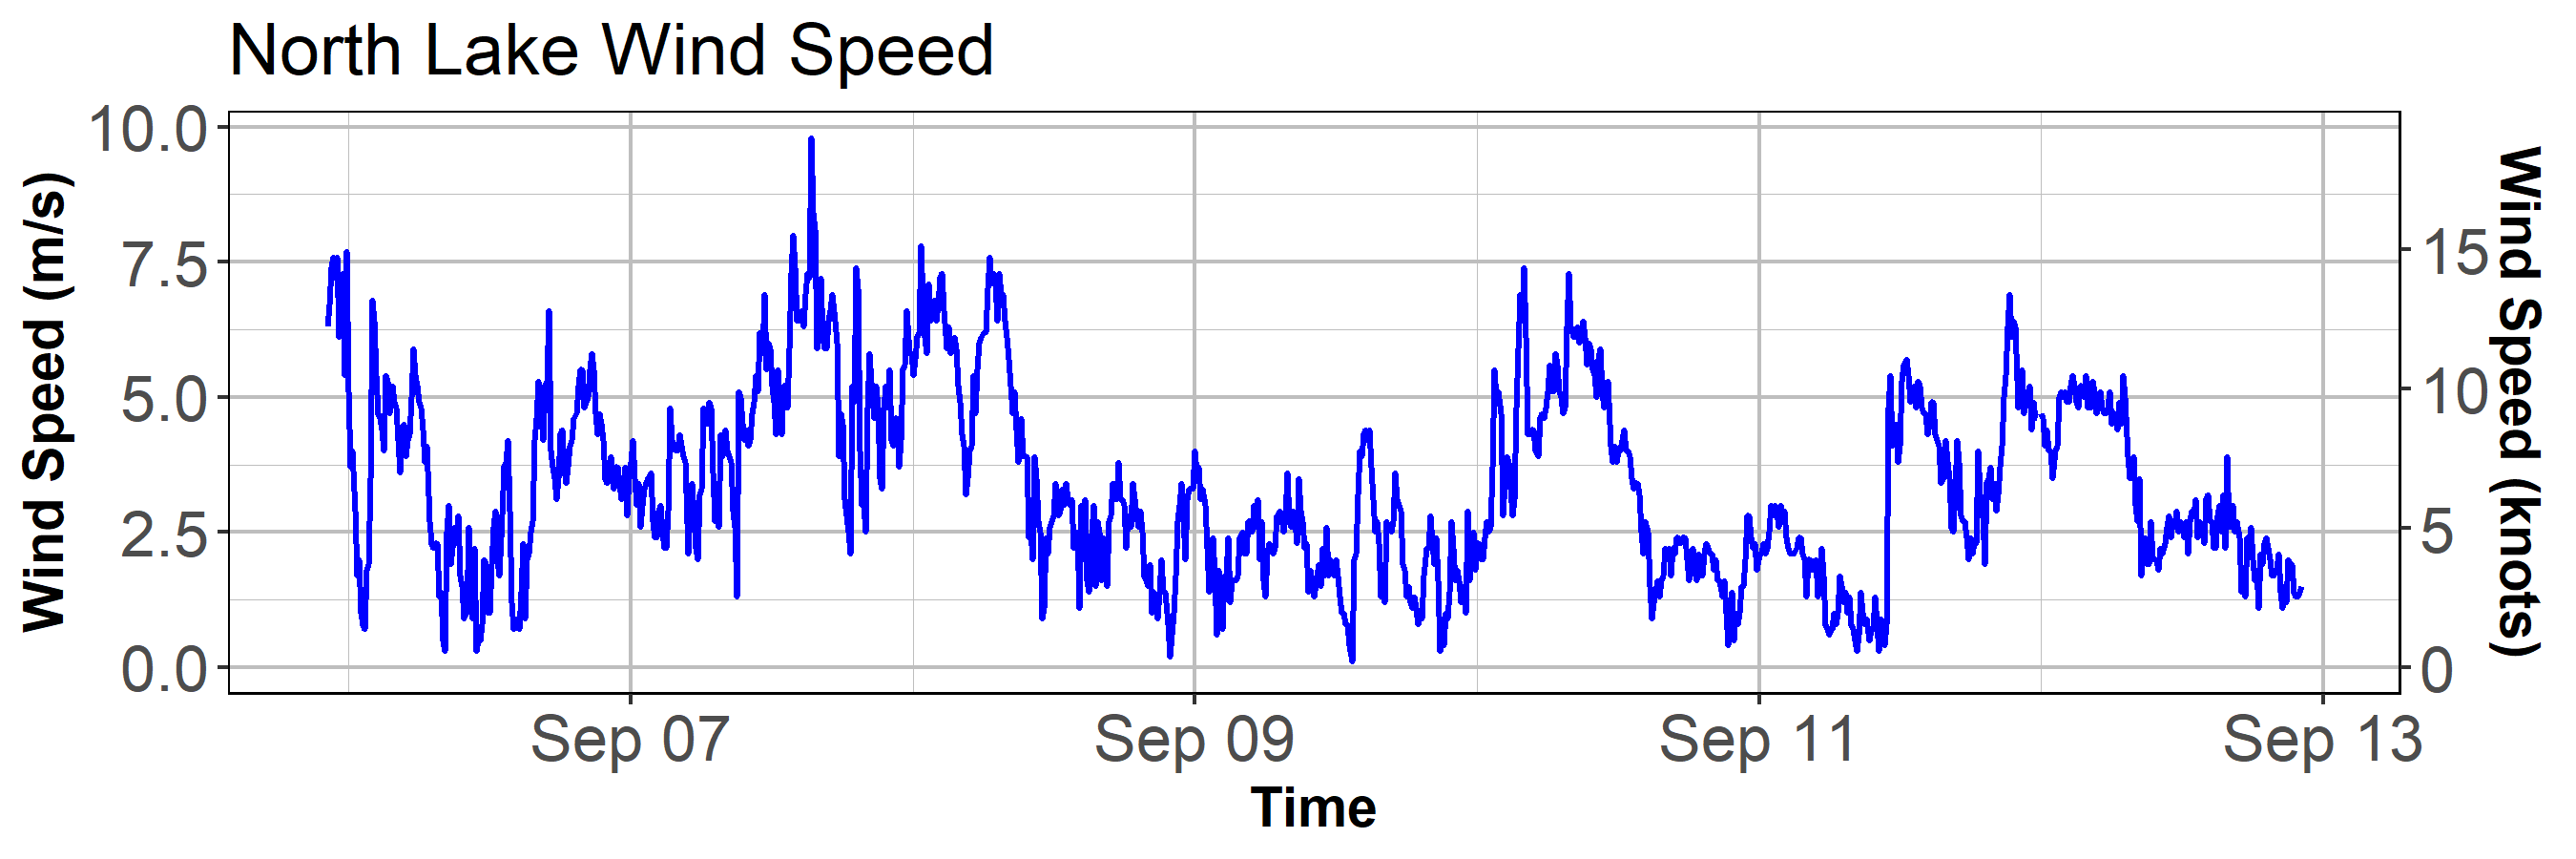 North Lake Wind Speed
Wind Speed (m/s)
10.0
7.5
5.0
2.5
0.0
15
10
5
0
Wind Speed (knots)
Sep 07 Sep 09 Sep 11 Sep 13
Time